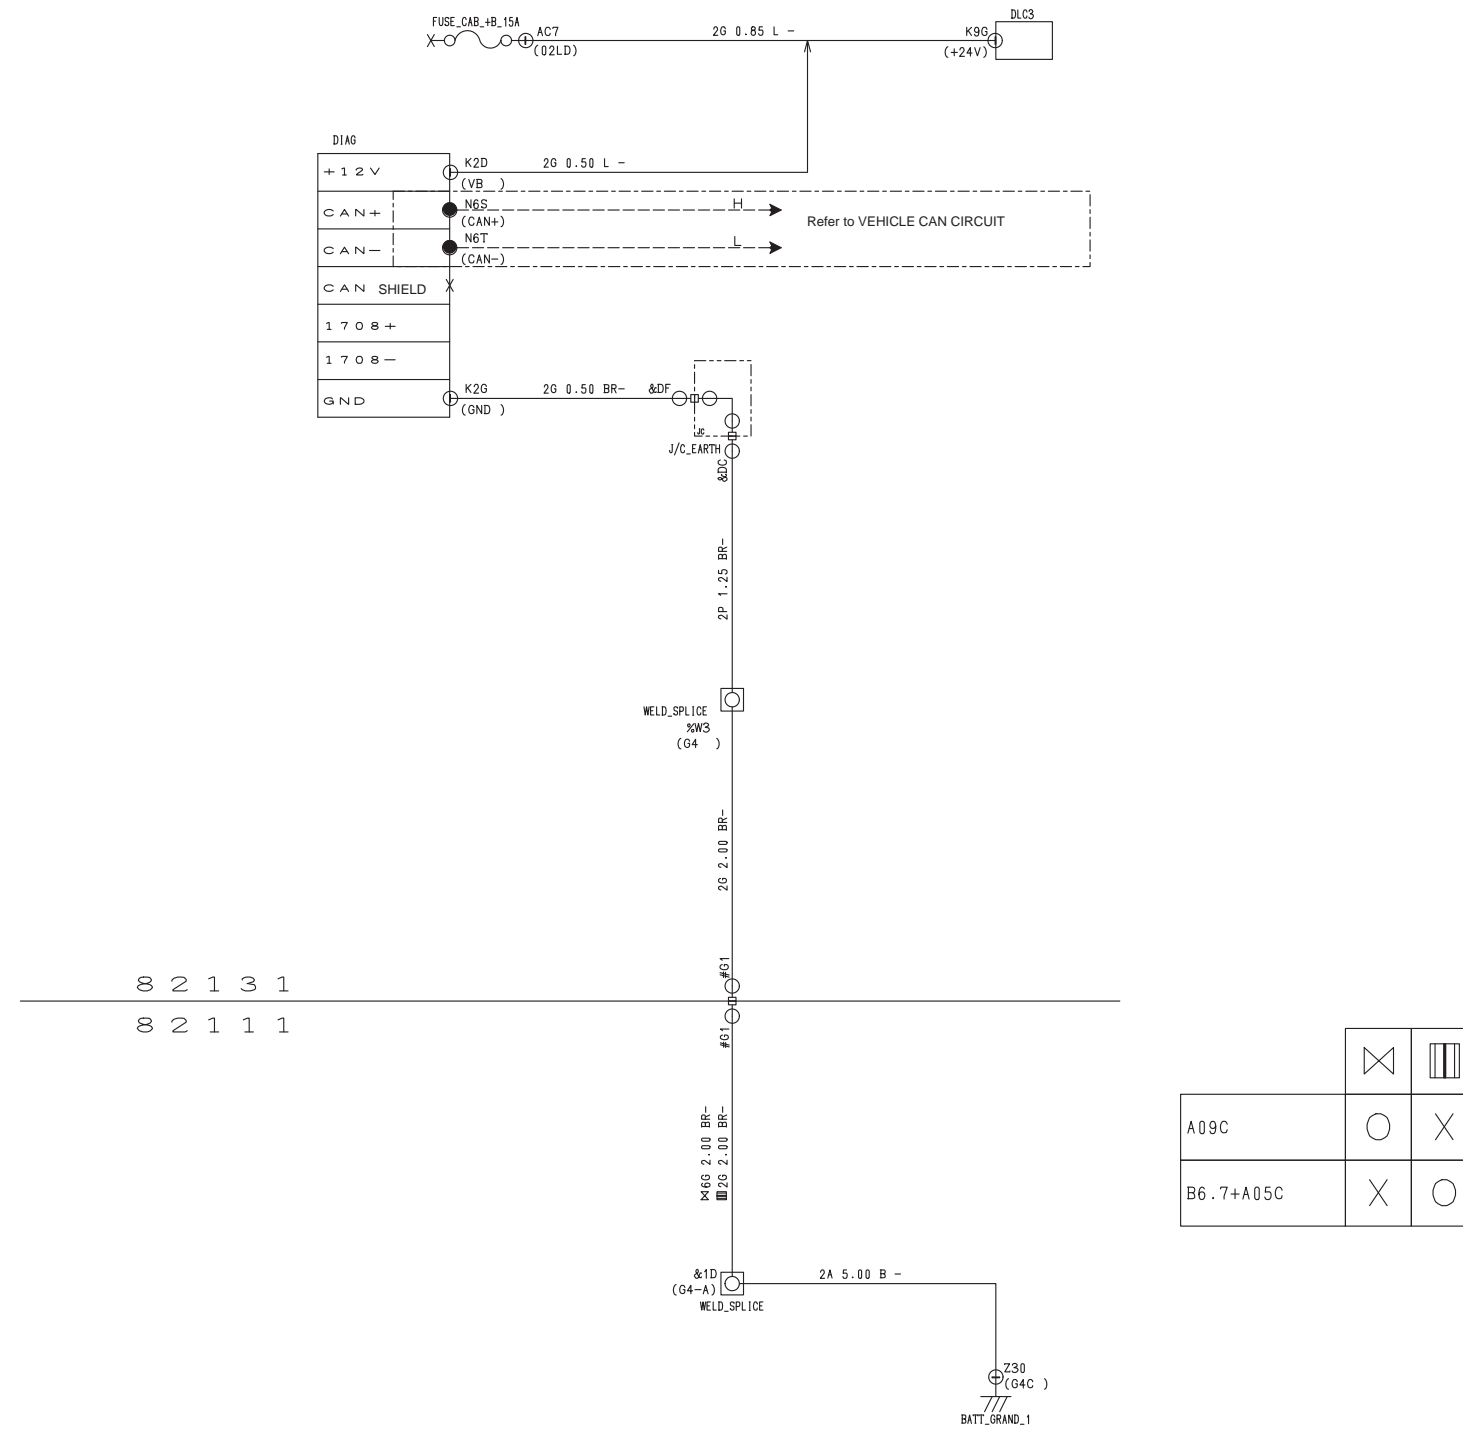 DLC3
FUSE_CAB_+B_15A
AC7
(02LD)
2G 0.85 L -
K9G
(+24V)
DIAG
+12V
K2D
(VB )
2G 0.50 L -
CAN+
N6S
(CAN+)
H
Refer to VEHICLE CAN CIRCUIT
CAN-
N6T
(CAN-)
L
CAN SHIELD
1708+
1708-
GND
K2G
(GND )
2G 0.50 BR-
&DF
JC
J/C_EARTH
&DC
2P 1.25 BR-
WELD_SPLICE
%W3
(G4 )
2G 2.00 BR-
#G1
82131
82111
#G1
6G 2.00 BR-
2G 2.00 BR-
A09C O X
B6.7+A05C X O
&1D
(G4-A)
WELD_SPLICE
2A 5.00 B -
Z30
(G4C )
BATT_GRAND_1